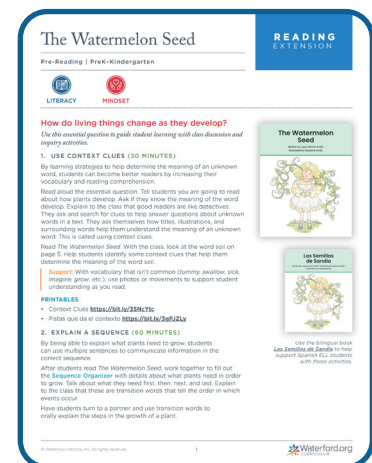 The Watermelon Seed
READING
EXTENSION
Pre-Reading | PreK–Kindergarten
LITERACY
MINDSET
How do living things change as they develop?
Use this essential question to guide student learning with class discussion and
inquiry activities.
1. USE CONTEXT CLUES (30 MINUTES)
By learning strategies to help determine the meaning of an unknown
word, students can become better readers by increasing their
vocabulary and reading comprehension.
Read aloud the essential question. Tell students you are going to read
about how plants develop. Ask if they know the meaning of the word
develop. Explain to the class that good readers are like detectives.
They ask and search for clues to help answer questions about unknown
words in a text. They ask themselves how titles, illustrations, and
surrounding words help them understand the meaning of an unknown
word. This is called using context clues.
Read The Watermelon Seed. With the class, look at the word soil on
page 5. Help students identify some context clues that help them
determine the meaning of the word soil.
Support: With vocabulary that isn't common (tummy, swallow, sick,
imagine, grow, etc.), use photos or movements to support student
understanding as you read.
PRINTABLES
• Context Clues https://bit.ly/3SNcYtc
• Pistas que da el contexto https://bit.ly/3gPJZLy
2. EXPLAIN A SEQUENCE (60 MINUTES)
By being able to explain what plants need to grow, students
can use multiple sentences to communicate information in the
correct sequence.
After students read The Watermelon Seed, work together to fill out
the Sequence Organizer with details about what plants need in order
to grow. Talk about what they need first, then, next, and last. Explain
to the class that these are transition words that tell the order in which
events occur.
Have students turn to a partner and use transition words to
orally explain the steps in the growth of a plant.
The Watermelon
Seed
Las Semillas
de Sandía
Use the bilingual book
Las Semillas de Sandía to help
support Spanish ELL students
with these activities.
1
Waterford.org
CURRICULUM